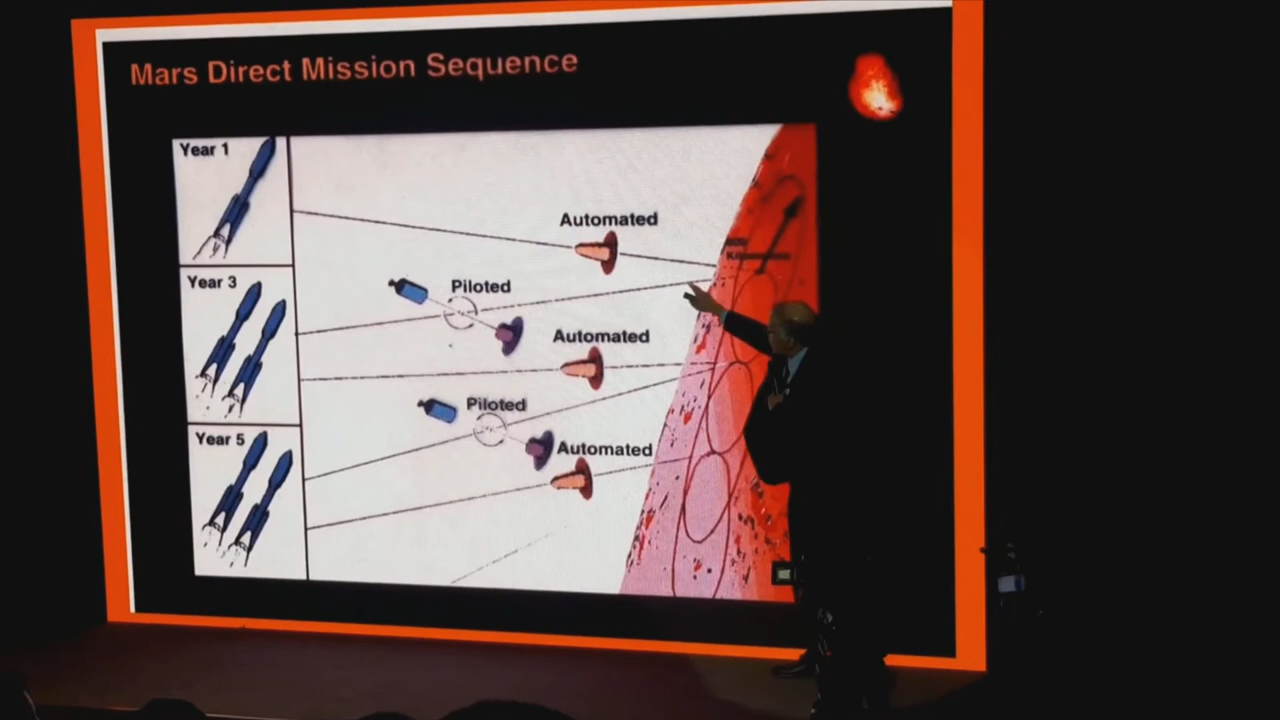 Mars Direct Mission Sequence
Year 1
Automated
Year 3
Piloted
Automated
Piloted
Year 5
Automated